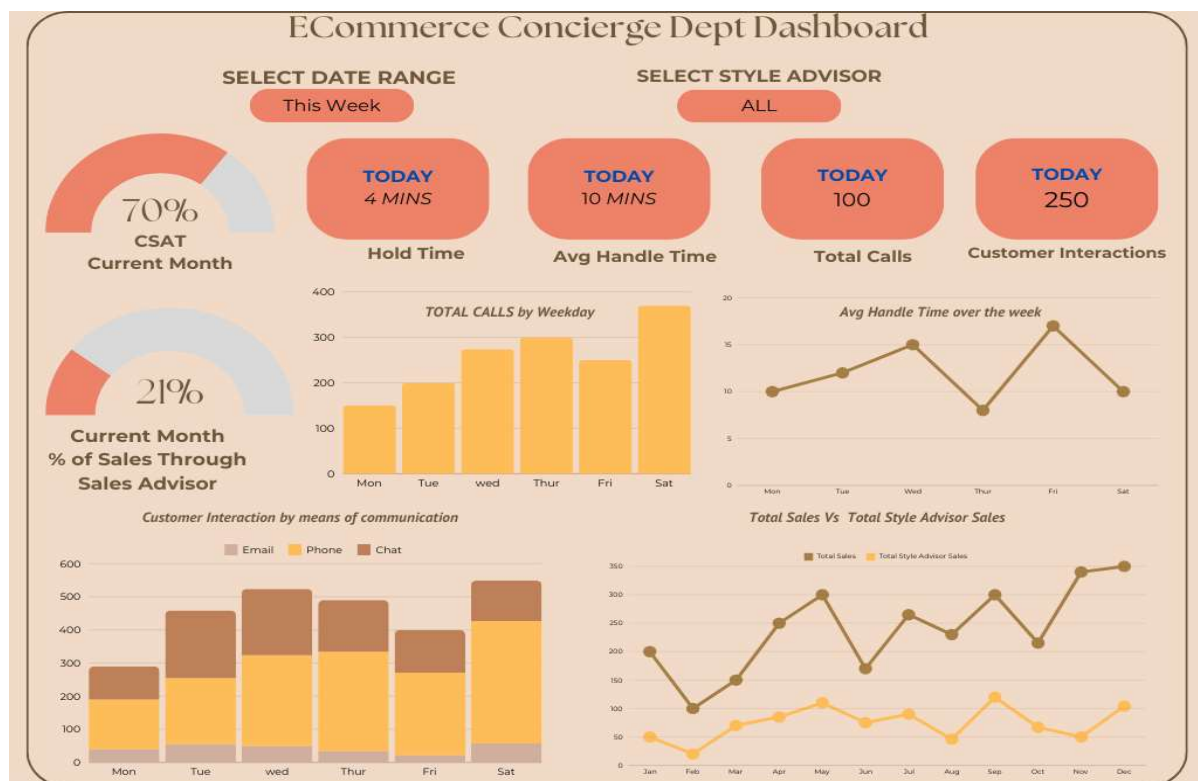 ECommerce Concierge Dept Dashboard
SELECT DATE RANGE
This Week
SELECT STYLE ADVISOR
ALL
70%
CSAT
Current Month
TODAY
4 MINS
Hold Time
TODAY
10 MINS
Avg Handle Time
TODAY
100
Total Calls
TODAY
250
Customer Interactions
21%
Current Month
% of Sales Through
Sales Advisor
TOTAL CALLS by Weekday
400
300
200
100
0
Mon Tue wed Thur Fri Sat
Avg Handle Time over the week
20
15
10
5
0
Mon Tue Wed Thur Fri Sat
Customer Interaction by means of communication
Email Phone Chat
600
500
400
300
200
100
0
Mon Tue wed Thur Fri Sat
Total Sales Vs Total Style Advisor Sales
Total Sales Total Style Advisor Sales
350
300
250
200
150
100
50
0
Jan Feb Mar Apr May Jun Jul Aug Sep Oct Nov Dec